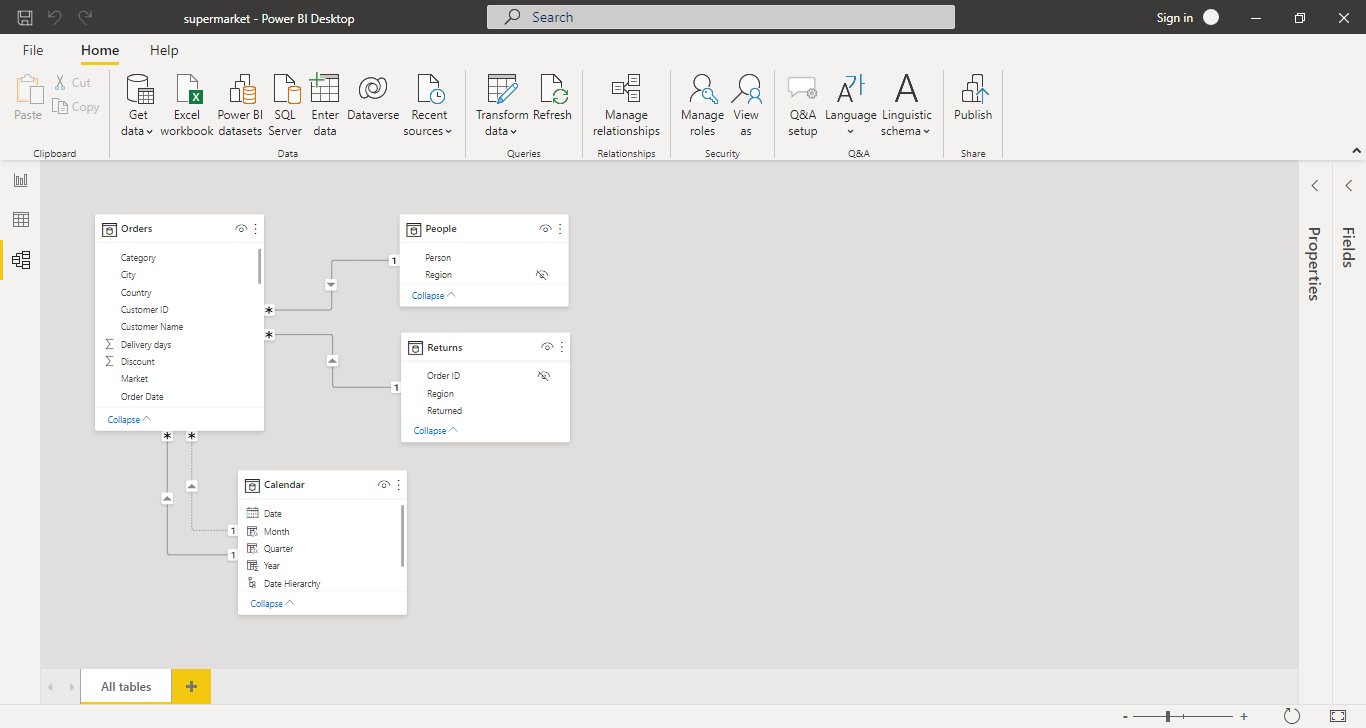 supermarket - Power BI Desktop
Search
Sign in
File
Home
Help
Paste
Cut
Copy
Clipboard
Get data
Excel workbook
Power BI datasets
SQL Server
Enter data
Dataverse
Recent sources
Data
Transform data
Refresh
Queries
Manage relationships
Relationships
Manage roles
View as
Security
Q&A setup
Language
Linguistic schema
Q&A
Publish
Share
Orders
Category
City
Country
Customer ID
Customer Name
∑ Delivery days
∑ Discount
Market
Order Date
Collapse
People
Person
Region
Collapse
1
*
*
Returns
Order ID
Region
Returned
Collapse
1
* *
Calendar
Date
Month
Quarter
Year
Date Hierarchy
Collapse
1
1
Properties
Fields
All tables
+
- +